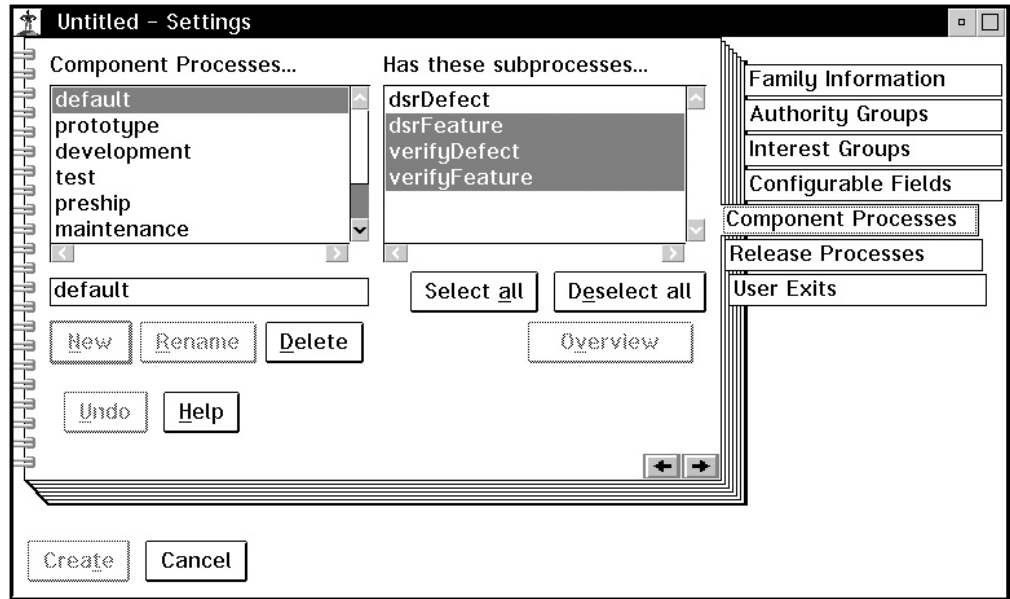 Untitled – Settings
Component Processes...
default
prototype
development
test
preship
maintenance
default
New Rename Delete
Undo Help
Has these subprocesses...
dsrDefect
dsrFeature
verifyDefect
verifyFeature
Select all Deselect all
Overview
Family Information
Authority Groups
Interest Groups
Configurable Fields
Component Processes
Release Processes
User Exits
Create Cancel